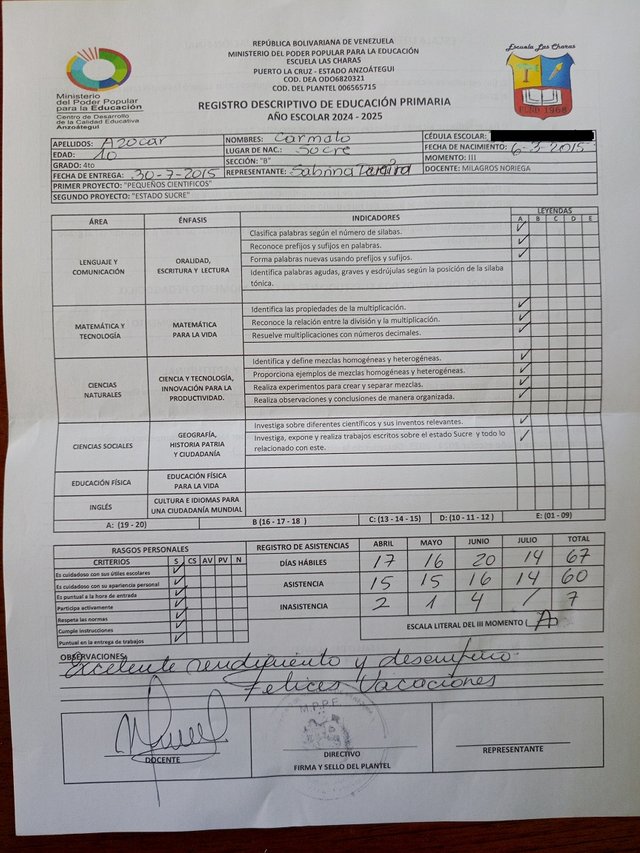 REPÚBLICA BOLIVARIANA DE VENEZUELA
MINISTERIO DEL PODER POPULAR PARA LA EDUCACIÓN
ESCUELA LAS CHARAS
PUERTO LA CRUZ - ESTADO ANZOÁTEGUI
COD. DEA ODO6820321
COD. DEL PLANTEL 006565715
Ministerio
del Poder Popular
para la Educación
Centro de Desarrollo
de la Calidad Educativa
Anzoátegui
Escuela Las Charas
1968
REGISTRO DESCRIPTIVO DE EDUCACIÓN PRIMARIA
AÑO ESCOLAR 2024 - 2025
APELLIDOS: Azocar NOMBRES: Carmelo CÉDULA ESCOLAR:
EDAD: 10 LUGAR DE NAC.: Sucre FECHA DE NACIMIENTO: 6-3-2015
GRADO: 4to SECCIÓN: "B" MOMENTO: III
FECHA DE ENTREGA: 30-7-2015 REPRESENTANTE: Sabrina DOCENTE: MILAGROS NORIEGA
PRIMER PROYECTO: "PEQUEÑOS CIENTIFICOS"
SEGUNDO PROYECTO: "ESTADO SUCRE"
ÁREA ÉNFASIS INDICADORES LEYENDAS
A B C D E
LENGUAJE Y COMUNICACIÓN ORALIDAD, ESCRITURA Y LECTURA
Clasifica palabras según el número de silabas. ✓
Reconoce prefijos y sufijos en palabras. ✓
Forma palabras nuevas usando prefijos y sufijos. ✓
Identifica palabras agudas, graves y esdrújulas según la posición de la silaba
tónica.
MATEMÁTICA Y TECNOLOGÍA MATEMÁTICA PARA LA VIDA
Identifica las propiedades de la multiplicación. ✓
Reconoce la relación entre la división y la multiplicación. ✓
Resuelve multiplicaciones con números decimales. ✓
CIENCIAS NATURALES CIENCIA Y TECNOLOGÍA, INNOVACIÓN PARA LA PRODUCTIVIDAD.
Identifica y define mezclas homogéneas y heterogéneas. ✓
Proporciona ejemplos de mezclas homogéneas y heterogéneas. ✓
Realiza experimentos para crear y separar mezclas. ✓
Realiza observaciones y conclusiones de manera organizada. ✓
CIENCIAS SOCIALES GEOGRAFÍA, HISTORIA PATRIA Y CIUDADANÍA
Investiga sobre diferentes científicos y sus inventos relevantes. ✓
Investiga, expone y realiza trabajos escritos sobre el estado Sucre y todo lo ✓
relacionado con este.
EDUCACIÓN FÍSICA EDUCACIÓN FÍSICA PARA LA VIDA
INGLÉS CULTURA E IDIOMAS PARA UNA CIUDADANÍA MUNDIAL
A: (19 - 20) B (16 - 17 - 18 ) C: (13 - 14 - 15) D: (10 - 11 - 12 ) E: (01 - 09)
RASGOS PERSONALES
CRITERIOS S CS AV PV N
Es cuidadoso con sus útiles escolares ✓
Es cuidadoso con su apariencia personal ✓
Es puntual a la hora de entrada ✓
Participa activamente ✓
Respeta las normas ✓
Cumple instrucciones ✓
Puntual en la entrega de trabajos ✓
REGISTRO DE ASISTENCIAS ABRIL MAYO JUNIO JULIO TOTAL
DÍAS HÁBILES 17 16 20 14 67
ASISTENCIA 15 15 16 14 60
INASISTENCIA 2 1 4 / 7
ESCALA LITERAL DEL III MOMENTO A
OBSERVACIONES:
Excelente rendimiento y desempeño.
Felices Vacaciones
M.P.P.E.
DOCENTE
DIRECTIVO
FIRMA Y SELLO DEL PLANTEL
REPRESENTANTE